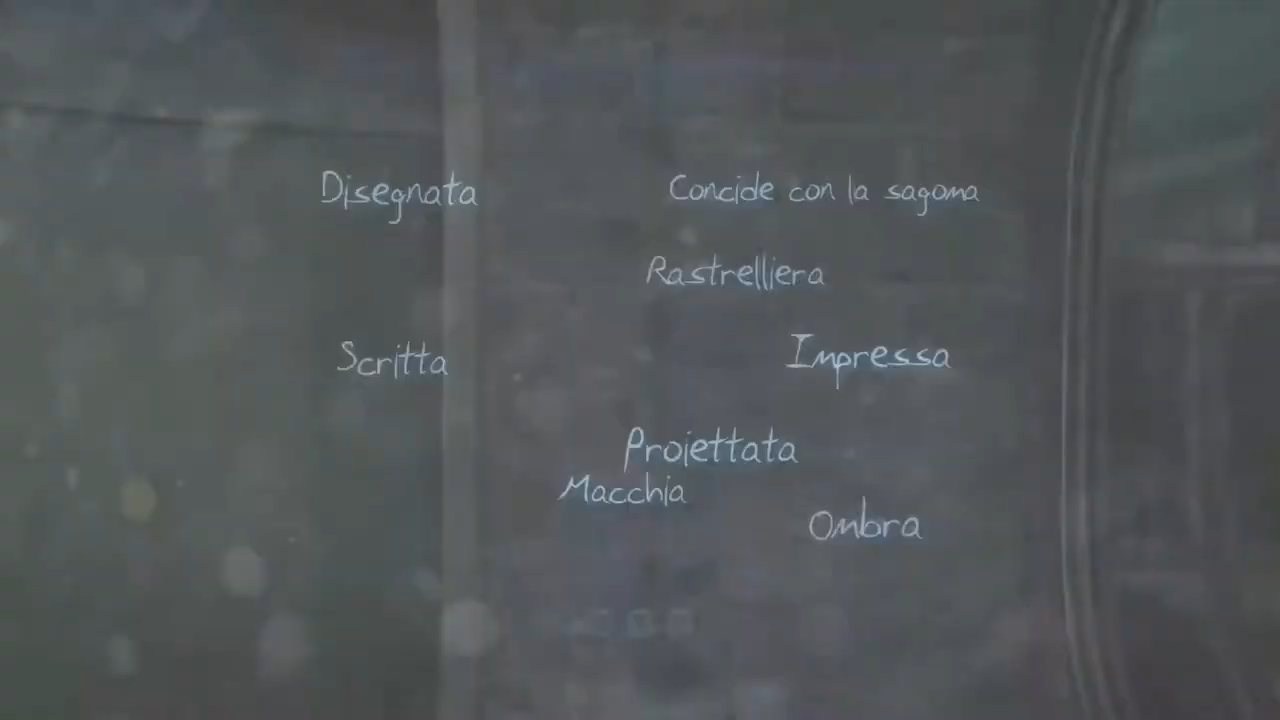 Disegnata
Concide con la sagoma
Rastrelliera
Scritta
Impressa
Proiettata
Macchia
Ombra